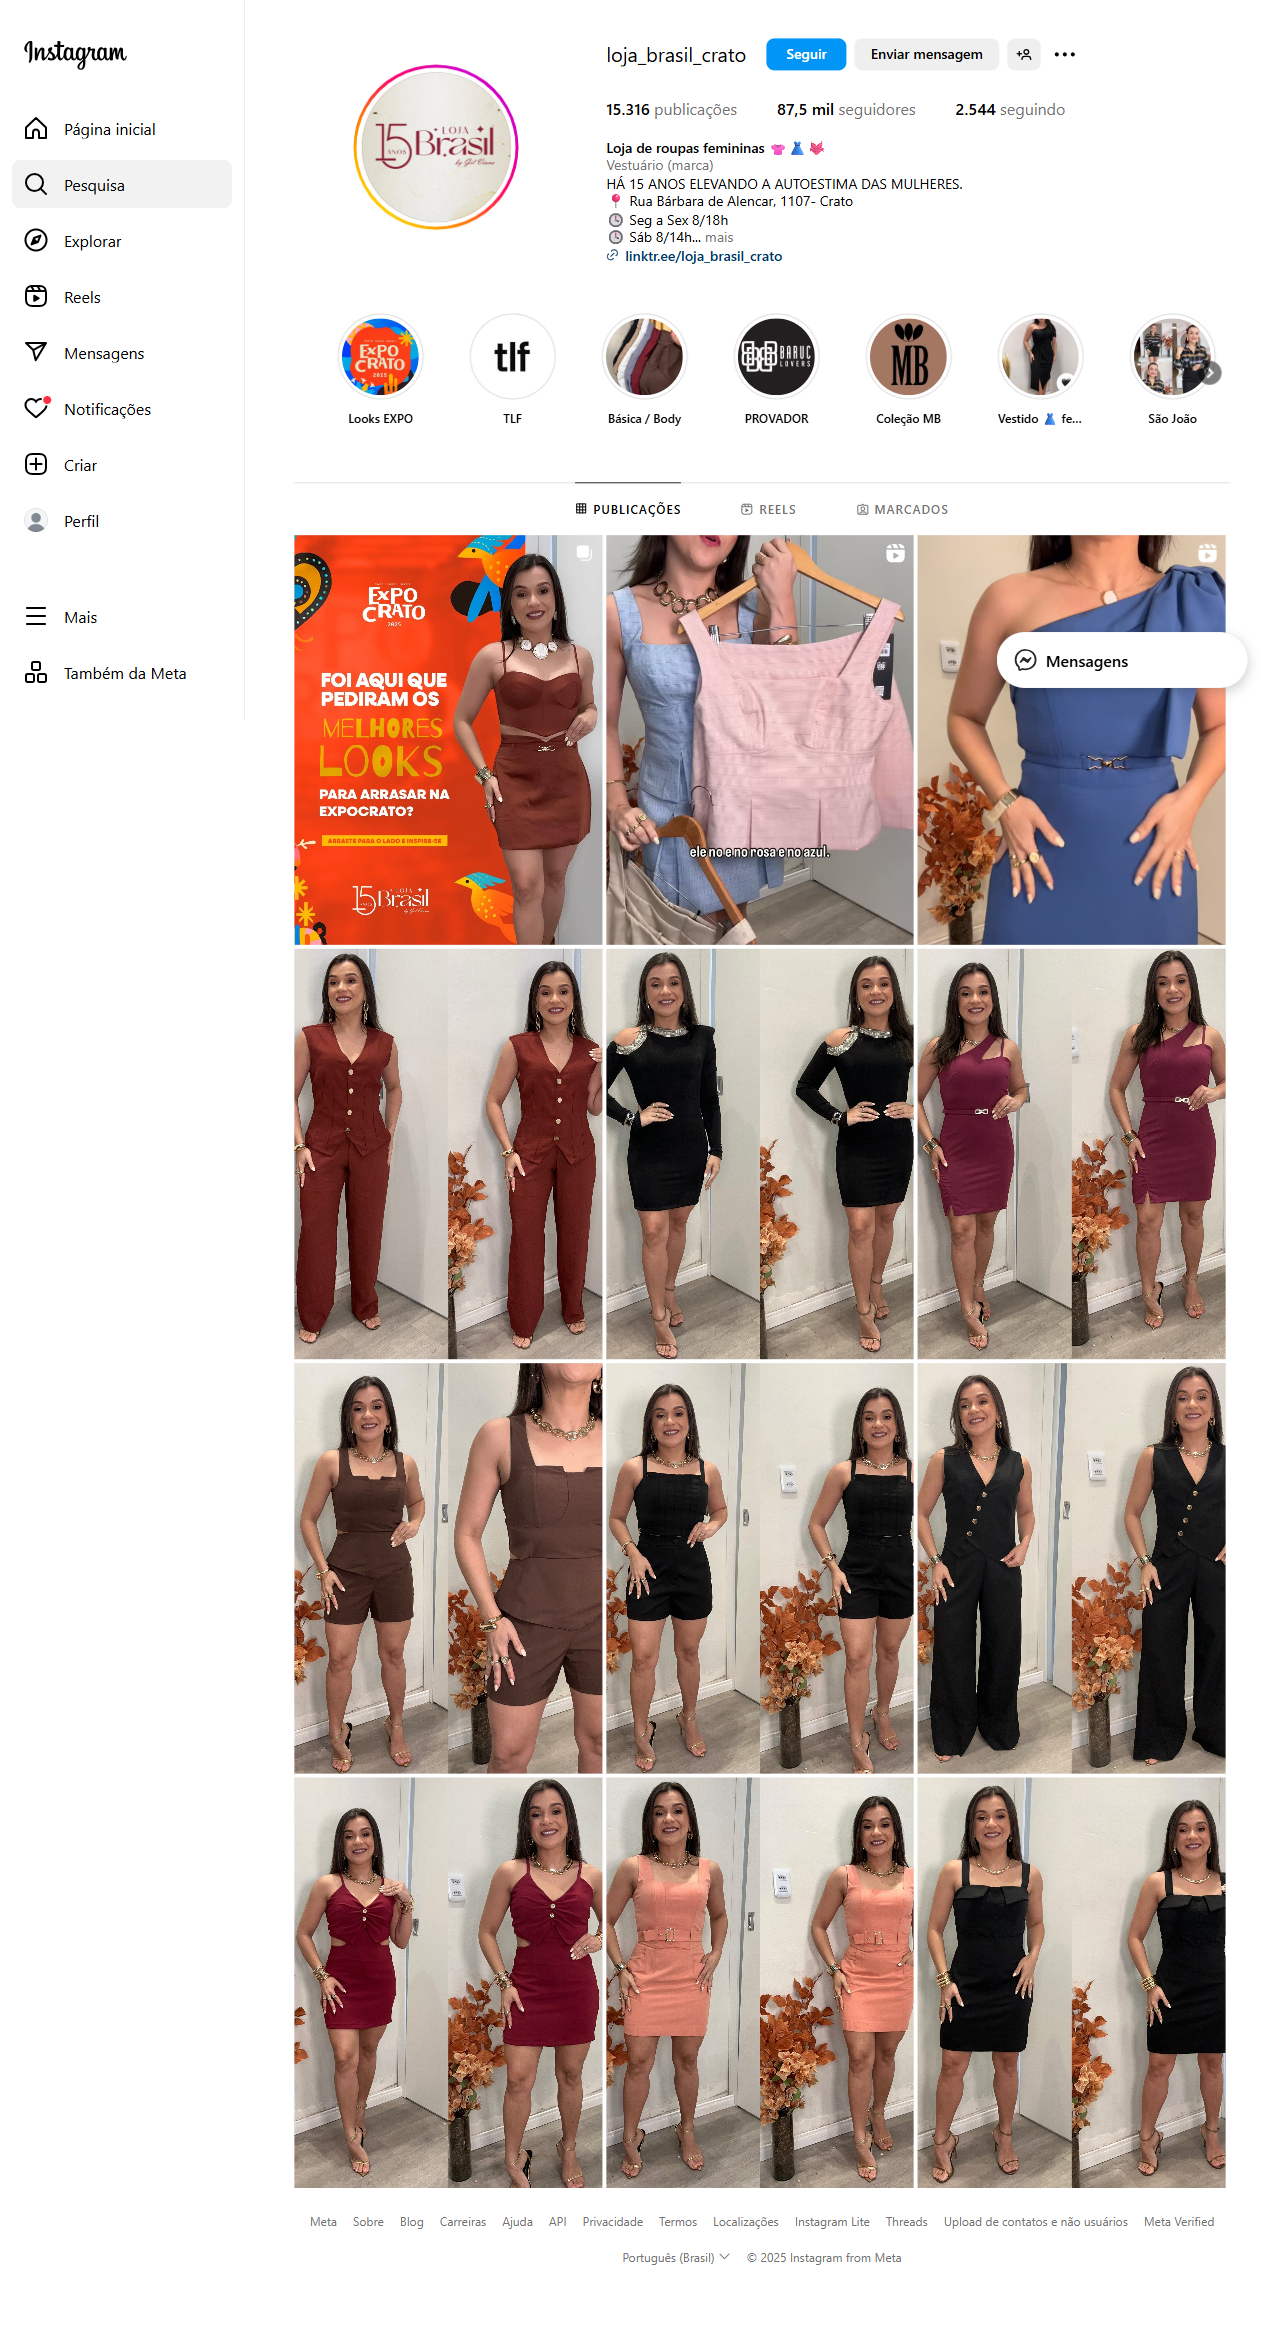 Instagram
Página inicial
Pesquisa
Explorar
Reels
Mensagens
Notificações
Criar
Perfil
Mais
Também da Meta
loja_brasil_crato
Seguir
Enviar mensagem
15.316 publicações
87,5 mil seguidores
2.544 seguindo
Loja de roupas femininas 👚 👗 👙
Vestuário (marca)
HÁ 15 ANOS ELEVANDO A AUTOESTIMA DAS MULHERES.
📍 Rua Bárbara de Alencar, 1107- Crato
🕓 Seg a Sex 8/18h
🕓 Sáb 8/14h... mais
linktr.ee/loja_brasil_crato
15 ANOS LOJA Brasil
EXPO
CRATO
2025
tlf
BARUC
LOVERS
MB
Looks EXPO
TLF
Básica / Body
PROVADOR
Coleção MB
Vestido 👗 fe...
São João
PUBLICAÇÕES
REELS
MARCADOS
EXPO
CRATO
2025
FOI AQUI QUE
PEDIRAM OS
MELHORES
LOOKS
PARA ARRASAR NA
EXPOCRATO?
ARRASTE PARA O LADO E INSPIRE-SE
15 ANOS LOJA Brasil
ele no e no rosa e no azul.
Mensagens
Meta Sobre Blog Carreiras Ajuda API Privacidade Termos Localizações Instagram Lite Threads Upload de contatos e não usuários Meta Verified
Português (Brasil) © 2025 Instagram from Meta